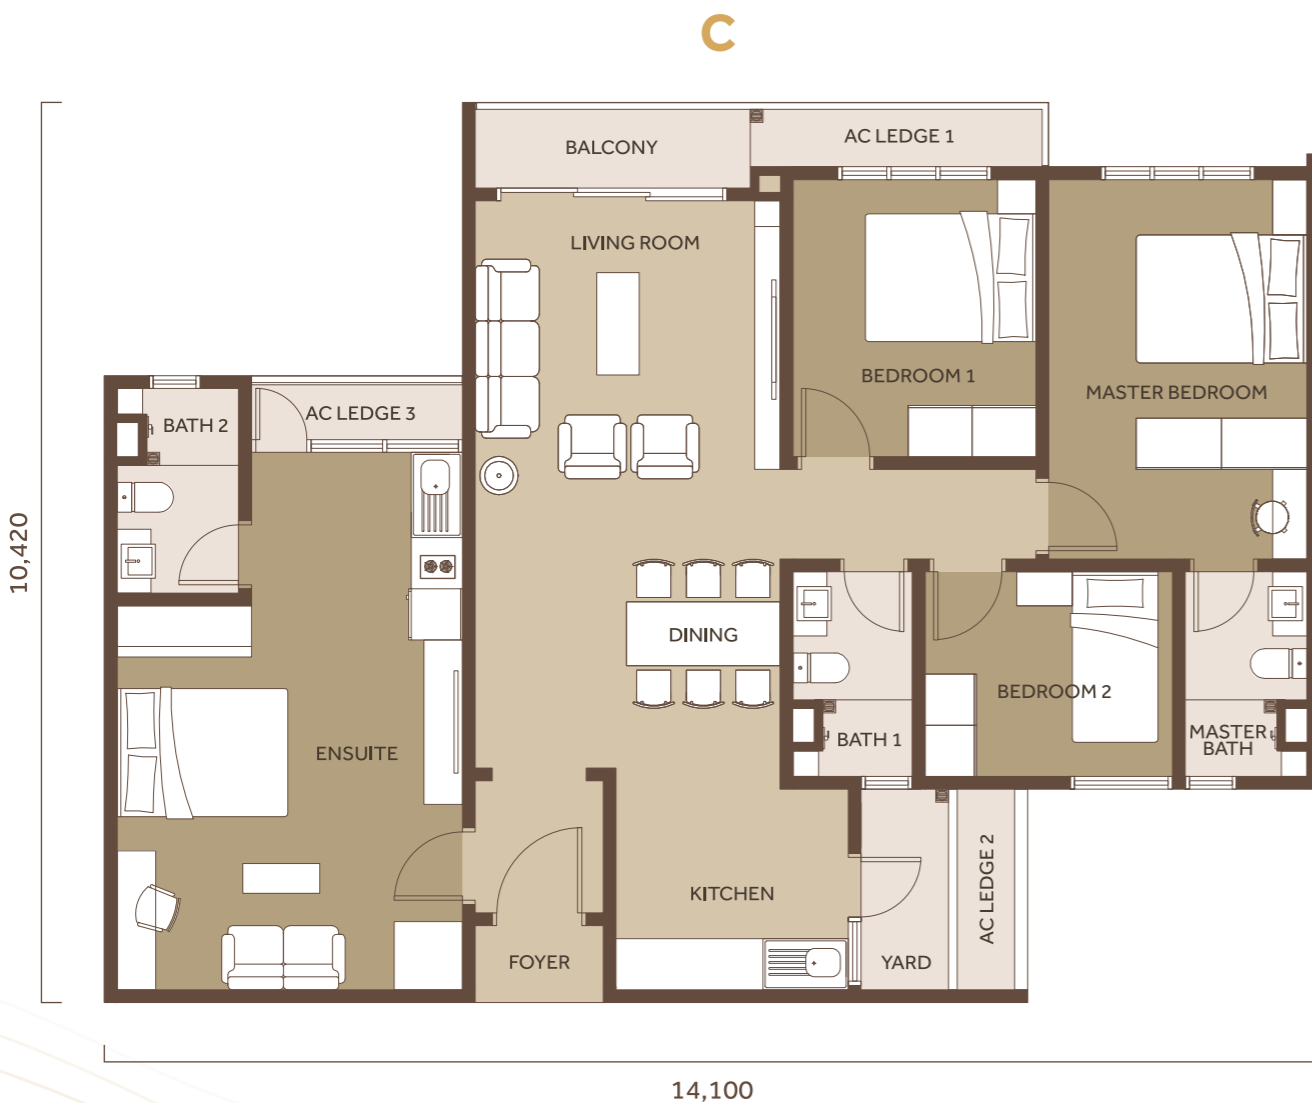 C
BALCONY
AC LEDGE 1
LIVING ROOM
BEDROOM 1
MASTER BEDROOM
BATH 2
AC LEDGE 3
10,420
DINING
BEDROOM 2
ENSUITE
BATH 1
MASTER
BATH
KITCHEN
AC LEDGE 2
FOYER
YARD
14,100